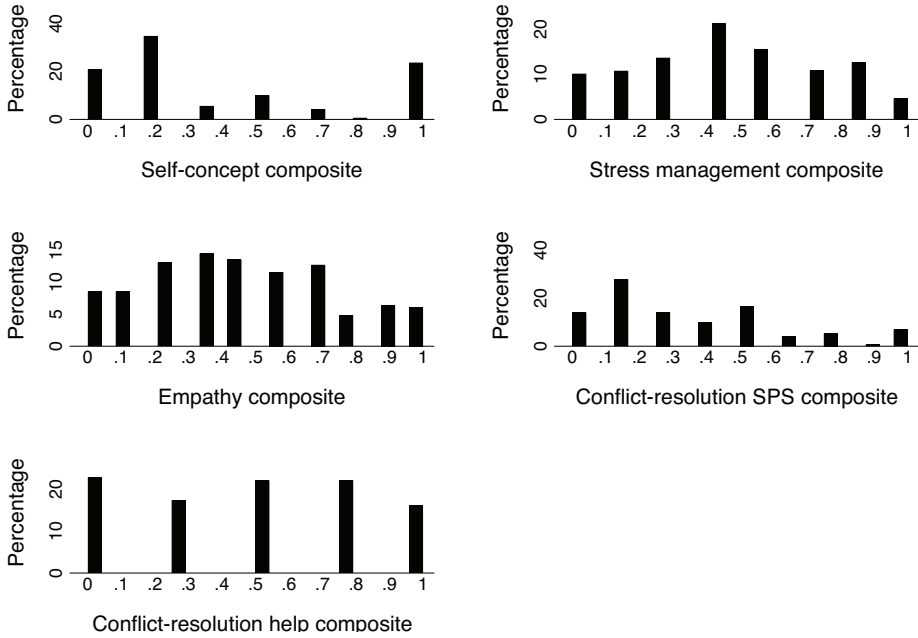 Percentage
40
20
0
0 .1 .2 .3 .4 .5 .6 .7 .8 .9 1
Self-concept composite
Percentage
20
10
0
0 .1 .2 .3 .4 .5 .6 .7 .8 .9 1
Stress management composite
Percentage
15
10
5
0
0 .1 .2 .3 .4 .5 .6 .7 .8 .9 1
Empathy composite
Percentage
40
20
0
0 .1 .2 .3 .4 .5 .6 .7 .8 .9 1
Conflict-resolution SPS composite
Percentage
20
10
0
0 .1 .2 .3 .4 .5 .6 .7 .8 .9 1
Conflict-resolution help composite